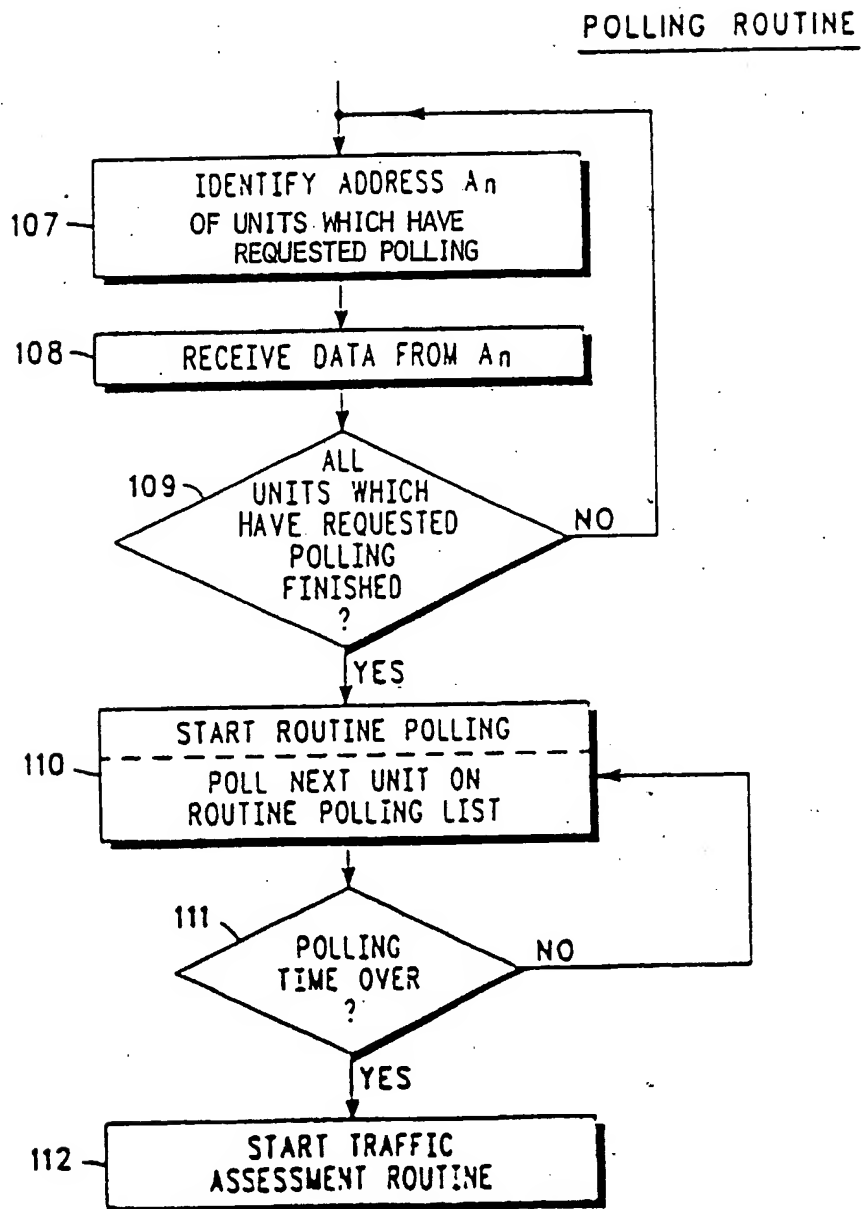 POLLING ROUTINE
IDENTIFY ADDRESS An
107
OF UNITS WHICH HAVE
REQUESTED POLLING
108
RECEIVE DATA FROM An
109
ALL
UNITS WHICH
HAVE REQUESTED
POLLING
FINISHED
?
NO
YES
START ROUTINE POLLING
110
POLL NEXT UNIT ON
ROUTINE POLLING LIST
111
POLLING
TIME OVER
?
NO
YES
112
START TRAFFIC
ASSESSMENT ROUTINE